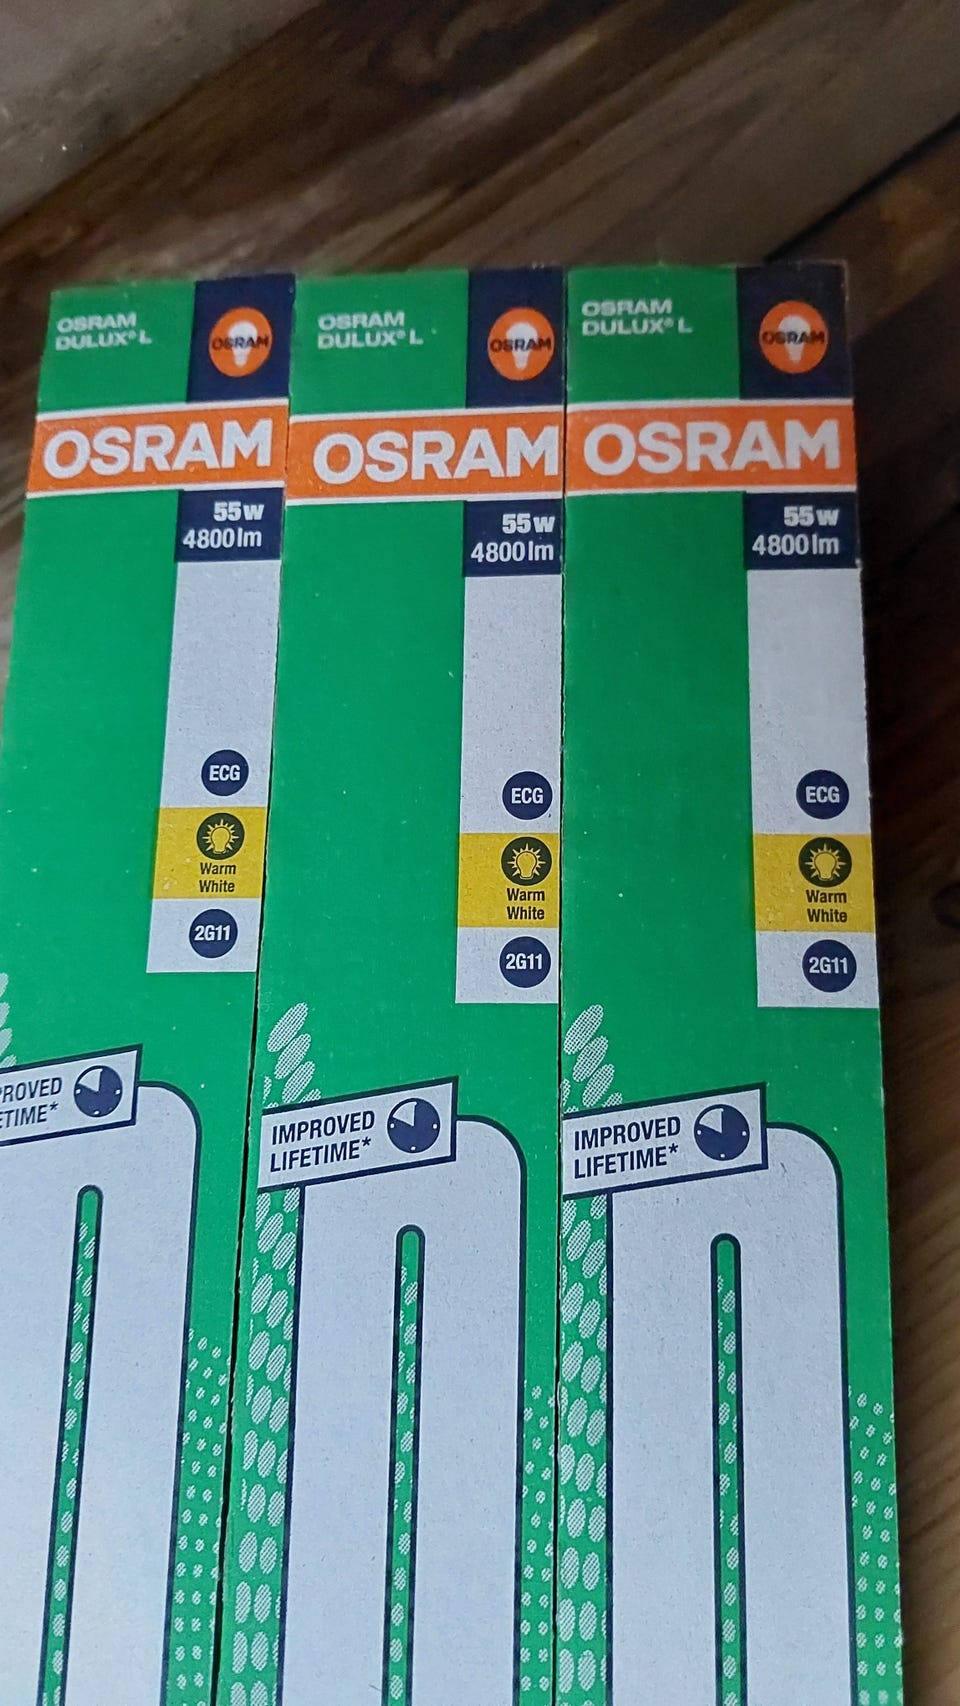 OSRAM
DULUX® L
OSRAM
OSRAM
55w
4800lm
ECG
Warm
White
2G11
PROVED
ETIME*
OSRAM
DULUX® L
OSRAM
OSRAM
55w
4800lm
ECG
Warm
White
2G11
IMPROVED
LIFETIME*
OSRAM
DULUX® L
OSRAM
OSRAM
55w
4800lm
ECG
Warm
White
2G11
IMPROVED
LIFETIME*